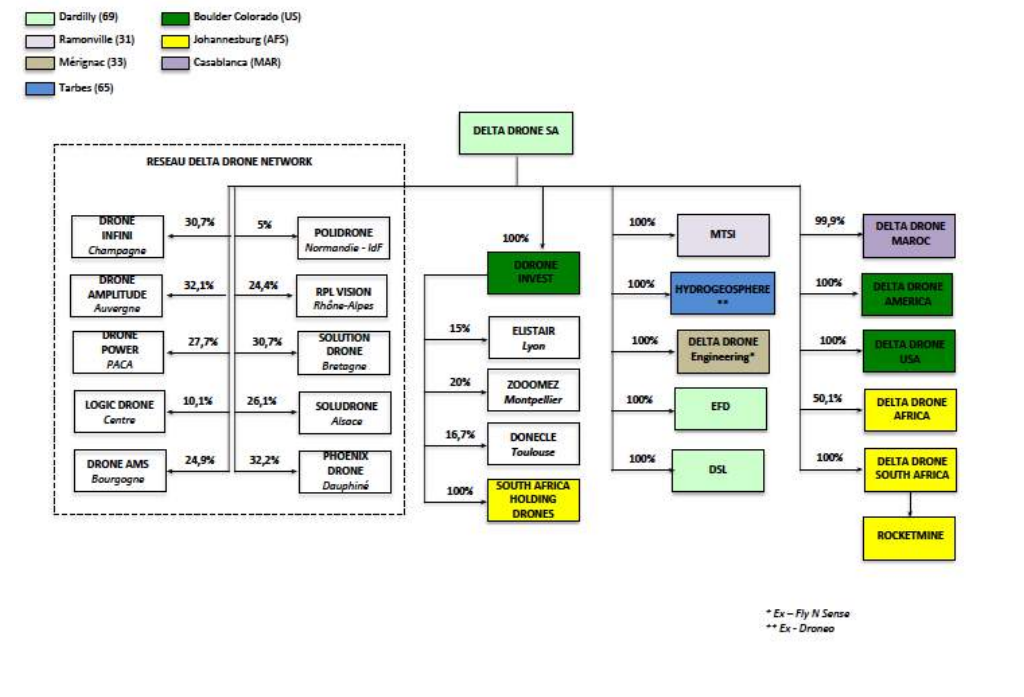 Dardilly (69)
Boulder Colorado (US)
Ramonville (31)
Johannesburg (AFS)
Mérignac (33)
Casablanca (MAR)
Tarbes (65)
DELTA DRONE SA
RESEAU DELTA DRONE NETWORK
DRONE
INFINI
Champagne
30,7%
5%
POLIDRONE
Normandie - IdF
DRONE
AMPLITUDE
Auvergne
32,1%
24,4%
RPL VISION
Rhône-Alpes
DRONE
POWER
PACA
27,7%
30,7%
SOLUTION
DRONE
Bretagne
LOGIC DRONE
Centre
10,1%
26,1%
SOLUDRONE
Alsace
DRONE AMS
Bourgogne
24,9%
32,2%
PHOENIX
DRONE
Dauphiné
100%
DDRONE
INVEST
15%
ELISTAIR
Lyon
20%
ZOOOMEZ
Montpellier
16,7%
DONECLE
Toulouse
100%
SOUTH AFRICA
HOLDING
DRONES
100%
MTSI
100%
HYDROGEOSPHERE
**
100%
DELTA DRONE
Engineering*
100%
EFD
100%
DSL
99,9%
DELTA DRONE
MAROC
100%
DELTA DRONE
AMERICA
100%
DELTA DRONE
USA
50,1%
DELTA DRONE
AFRICA
100%
DELTA DRONE
SOUTH AFRICA
ROCKETMINE
* Ex – Fly N Sense
** Ex - Droneo